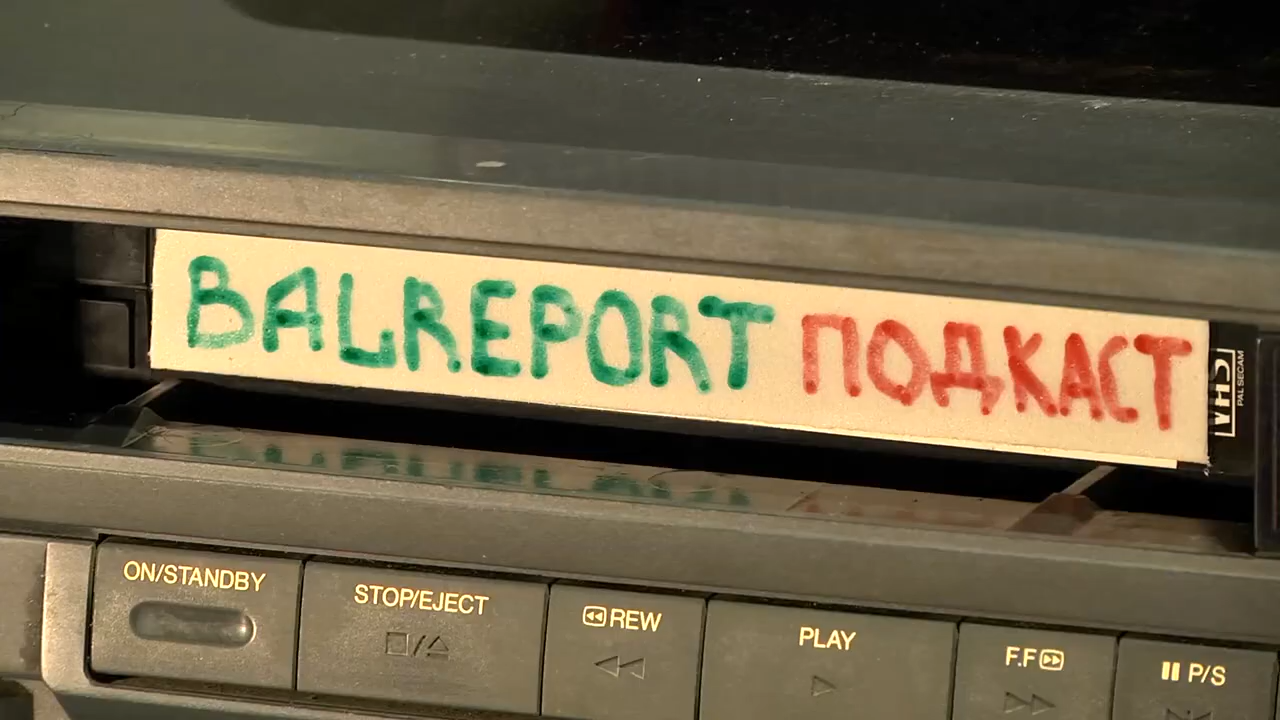 BALREPORT ПОДКАСТ
VHS
PAL SECAM
ON/STANDBY
STOP/EJECT
REW
PLAY
F.F
P/S